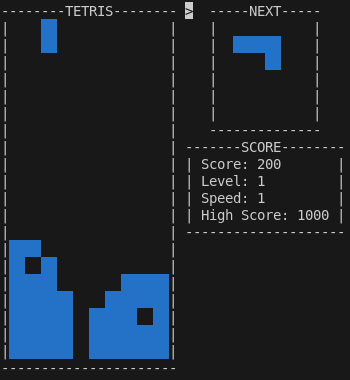 --------TETRIS--------
>
-----NEXT-----
--------------
-------SCORE--------
| Score: 200 |
| Level: 1 |
| Speed: 1 |
| High Score: 1000 |
--------------------
----------------------